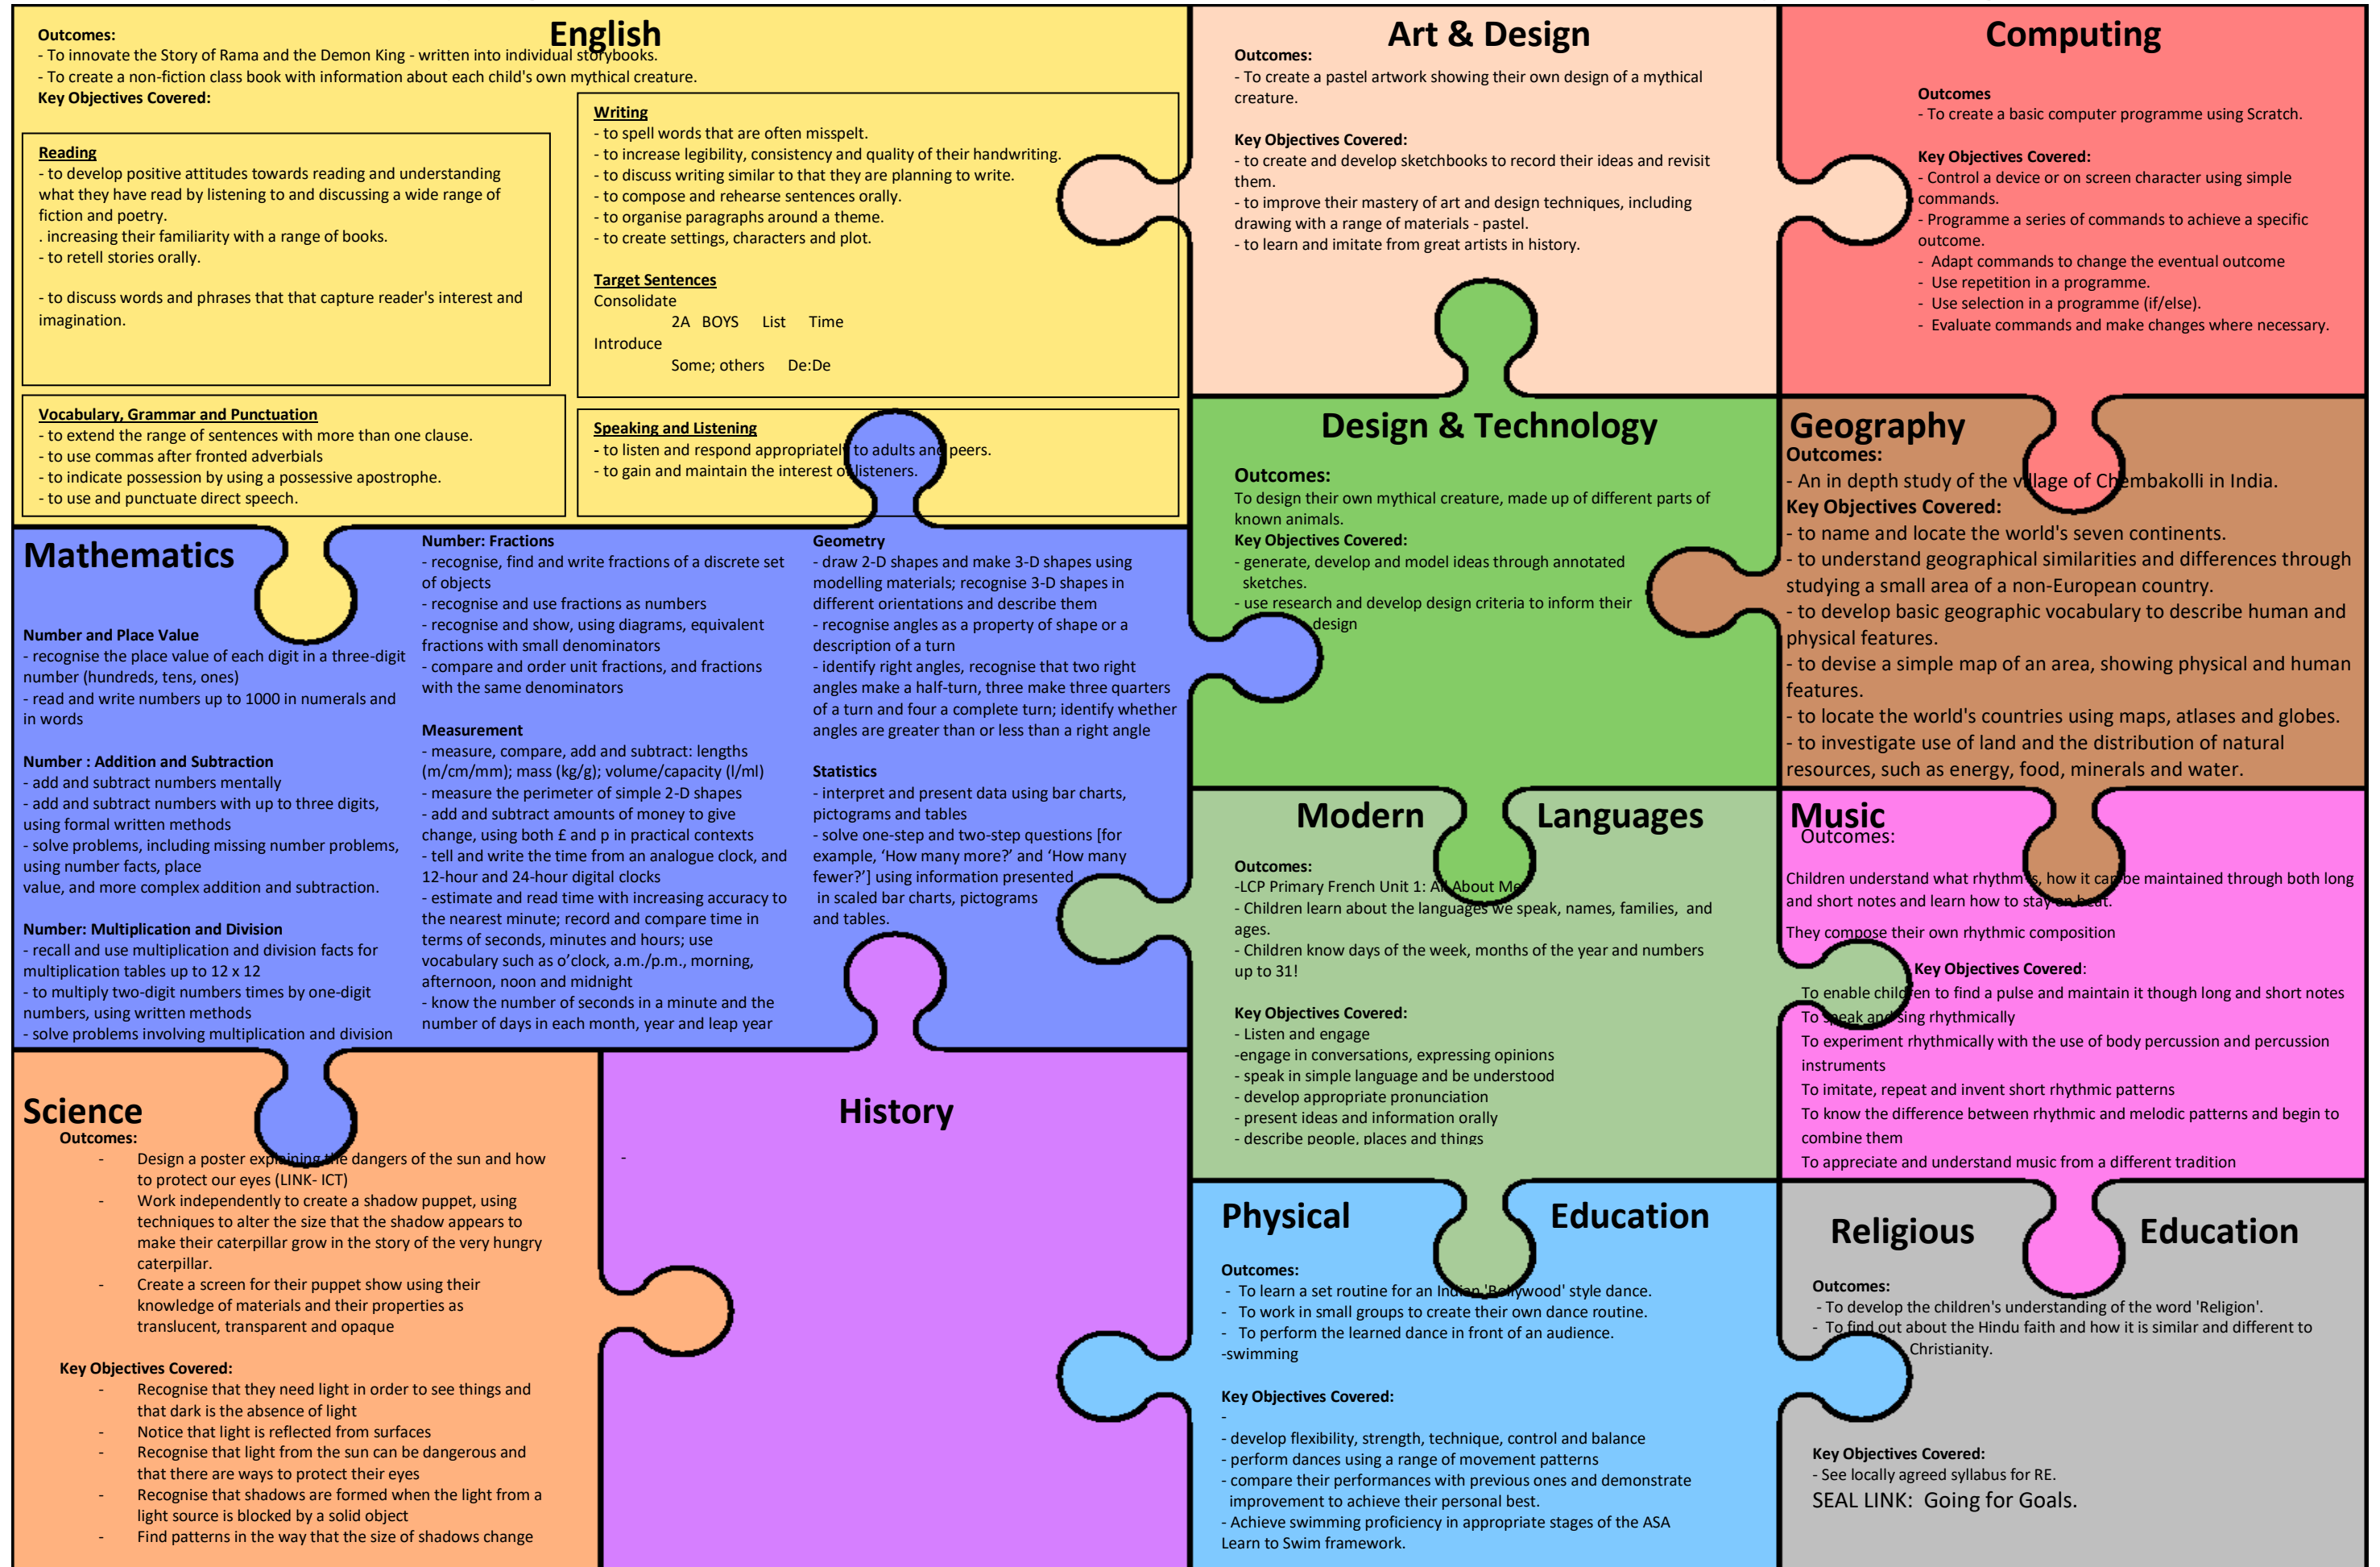 English
Outcomes:
- To innovate the Story of Rama and the Demon King - written into individual storybooks.
- To create a non-fiction class book with information about each child's own mythical creature.
Key Objectives Covered:
Reading
- to develop positive attitudes towards reading and understanding
what they have read by listening to and discussing a wide range of
fiction and poetry.
. increasing their familiarity with a range of books.
- to retell stories orally.
- to discuss words and phrases that that capture reader's interest and
imagination.
Writing
- to spell words that are often misspelt.
- to increase legibility, consistency and quality of their handwriting.
- to discuss writing similar to that they are planning to write.
- to compose and rehearse sentences orally.
- to organise paragraphs around a theme.
- to create settings, characters and plot.
Target Sentences
Consolidate
2A BOYS List Time
Introduce
Some; others De:De
Vocabulary, Grammar and Punctuation
- to extend the range of sentences with more than one clause.
- to use commas after fronted adverbials
- to indicate possession by using a possessive apostrophe.
- to use and punctuate direct speech.
Speaking and Listening
- to listen and respond appropriately to adults and peers.
- to gain and maintain the interest of listeners.
Art & Design
Outcomes:
- To create a pastel artwork showing their own design of a mythical
creature.
Key Objectives Covered:
- to create and develop sketchbooks to record their ideas and revisit
them.
- to improve their mastery of art and design techniques, including
drawing with a range of materials - pastel.
- to learn and imitate from great artists in history.
Computing
Outcomes
- To create a basic computer programme using Scratch.
Key Objectives Covered:
- Control a device or on screen character using simple
commands.
- Programme a series of commands to achieve a specific
outcome.
- Adapt commands to change the eventual outcome
- Use repetition in a programme.
- Use selection in a programme (if/else).
- Evaluate commands and make changes where necessary.
Design & Technology
Outcomes:
To design their own mythical creature, made up of different parts of
known animals.
Key Objectives Covered:
- generate, develop and model ideas through annotated
sketches.
- use research and develop design criteria to inform their
design
Geography
Outcomes:
- An in depth study of the village of Chembakolli in India.
Key Objectives Covered:
- to name and locate the world's seven continents.
- to understand geographical similarities and differences through
studying a small area of a non-European country.
- to develop basic geographic vocabulary to describe human and
physical features.
- to devise a simple map of an area, showing physical and human
features.
- to locate the world's countries using maps, atlases and globes.
- to investigate use of land and the distribution of natural
resources, such as energy, food, minerals and water.
Mathematics
Number and Place Value
- recognise the place value of each digit in a three-digit
number (hundreds, tens, ones)
- read and write numbers up to 1000 in numerals and
in words
Number : Addition and Subtraction
- add and subtract numbers mentally
- add and subtract numbers with up to three digits,
using formal written methods
- solve problems, including missing number problems,
using number facts, place
value, and more complex addition and subtraction.
Number: Multiplication and Division
- recall and use multiplication and division facts for
multiplication tables up to 12 x 12
- to multiply two-digit numbers times by one-digit
numbers, using written methods
- solve problems involving multiplication and division
Number: Fractions
- recognise, find and write fractions of a discrete set
of objects
- recognise and use fractions as numbers
- recognise and show, using diagrams, equivalent
fractions with small denominators
- compare and order unit fractions, and fractions
with the same denominators
Measurement
- measure, compare, add and subtract: lengths
(m/cm/mm); mass (kg/g); volume/capacity (l/ml)
- measure the perimeter of simple 2-D shapes
- add and subtract amounts of money to give
change, using both £ and p in practical contexts
- tell and write the time from an analogue clock, and
12-hour and 24-hour digital clocks
- estimate and read time with increasing accuracy to
the nearest minute; record and compare time in
terms of seconds, minutes and hours; use
vocabulary such as o’clock, a.m./p.m., morning,
afternoon, noon and midnight
- know the number of seconds in a minute and the
number of days in each month, year and leap year
Geometry
- draw 2-D shapes and make 3-D shapes using
modelling materials; recognise 3-D shapes in
different orientations and describe them
- recognise angles as a property of shape or a
description of a turn
- identify right angles, recognise that two right
angles make a half-turn, three make three quarters
of a turn and four a complete turn; identify whether
angles are greater than or less than a right angle
Statistics
- interpret and present data using bar charts,
pictograms and tables
- solve one-step and two-step questions [for
example, ‘How many more?’ and ‘How many
fewer?’] using information presented
in scaled bar charts, pictograms
and tables.
Modern Languages
Outcomes:
-LCP Primary French Unit 1: All About Me
- Children learn about the languages we speak, names, families, and
ages.
- Children know days of the week, months of the year and numbers
up to 31!
Key Objectives Covered:
- Listen and engage
-engage in conversations, expressing opinions
- speak in simple language and be understood
- develop appropriate pronunciation
- present ideas and information orally
- describe people, places and things
Music
Outcomes:
Children understand what rhythm is, how it can be maintained through both long
and short notes and learn how to stay on beat.
They compose their own rhythmic composition
Key Objectives Covered:
To enable children to find a pulse and maintain it though long and short notes
To speak and sing rhythmically
To experiment rhythmically with the use of body percussion and percussion
instruments
To imitate, repeat and invent short rhythmic patterns
To know the difference between rhythmic and melodic patterns and begin to
combine them
To appreciate and understand music from a different tradition
Science
Outcomes:
- Design a poster explaining the dangers of the sun and how
to protect our eyes (LINK- ICT)
- Work independently to create a shadow puppet, using
techniques to alter the size that the shadow appears to
make their caterpillar grow in the story of the very hungry
caterpillar.
- Create a screen for their puppet show using their
knowledge of materials and their properties as
translucent, transparent and opaque
Key Objectives Covered:
- Recognise that they need light in order to see things and
that dark is the absence of light
- Notice that light is reflected from surfaces
- Recognise that light from the sun can be dangerous and
that there are ways to protect their eyes
- Recognise that shadows are formed when the light from a
light source is blocked by a solid object
- Find patterns in the way that the size of shadows change
History
-
Physical Education
Outcomes:
- To learn a set routine for an Indian 'Bollywood' style dance.
- To work in small groups to create their own dance routine.
- To perform the learned dance in front of an audience.
-swimming
Key Objectives Covered:
-
- develop flexibility, strength, technique, control and balance
- perform dances using a range of movement patterns
- compare their performances with previous ones and demonstrate
improvement to achieve their personal best.
- Achieve swimming proficiency in appropriate stages of the ASA
Learn to Swim framework.
Religious Education
Outcomes:
- To develop the children's understanding of the word 'Religion'.
- To find out about the Hindu faith and how it is similar and different to
Christianity.
Key Objectives Covered:
- See locally agreed syllabus for RE.
SEAL LINK: Going for Goals.